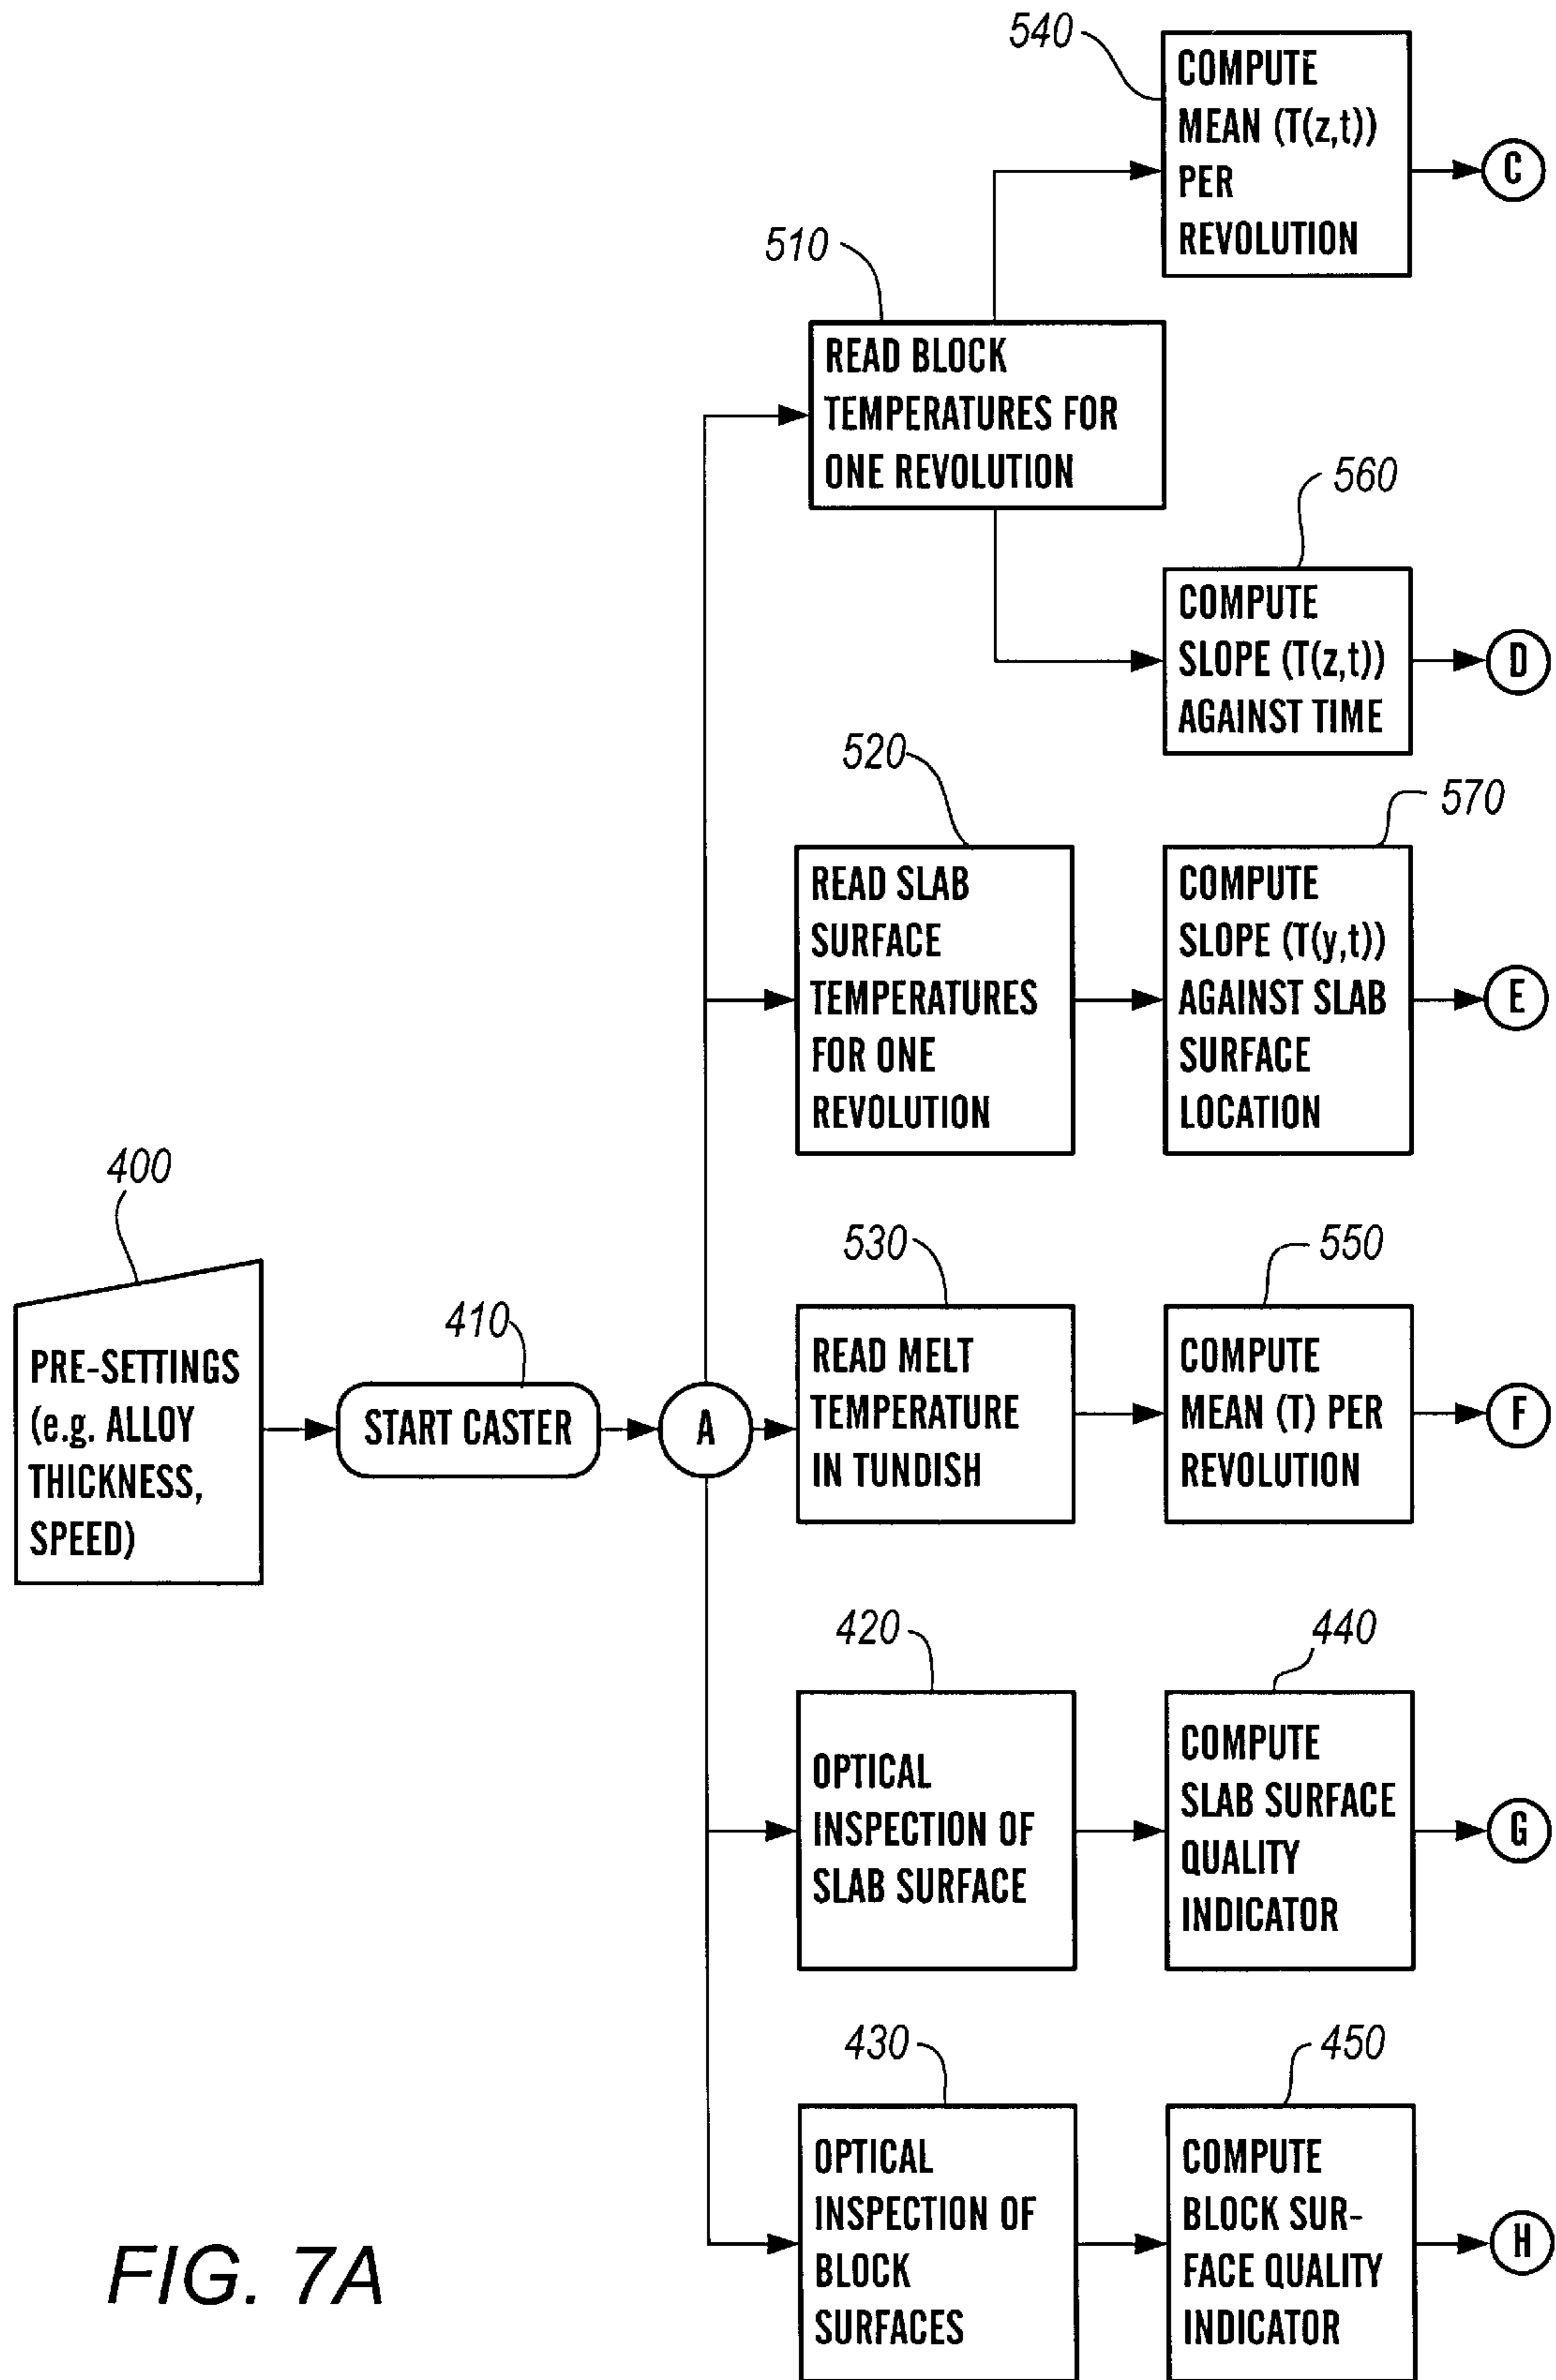 540
COMPUTE
MEAN (T(z,t))
PER
REVOLUTION
C
510
READ BLOCK
TEMPERATURES FOR
ONE REVOLUTION
560
COMPUTE
SLOPE (T(z,t))
AGAINST TIME
D
520
READ SLAB
SURFACE
TEMPERATURES
FOR ONE
REVOLUTION
570
COMPUTE
SLOPE (T(y,t))
AGAINST SLAB
SURFACE
LOCATION
E
400
PRE-SETTINGS
(e.g. ALLOY
THICKNESS,
SPEED)
410
START CASTER
A
530
READ MELT
TEMPERATURE
IN TUNDISH
550
COMPUTE
MEAN (T) PER
REVOLUTION
F
420
OPTICAL
INSPECTION OF
SLAB SURFACE
440
COMPUTE
SLAB SURFACE
QUALITY
INDICATOR
G
430
OPTICAL
INSPECTION OF
BLOCK
SURFACES
450
COMPUTE
BLOCK SUR-
FACE QUALITY
INDICATOR
H
FIG. 7A